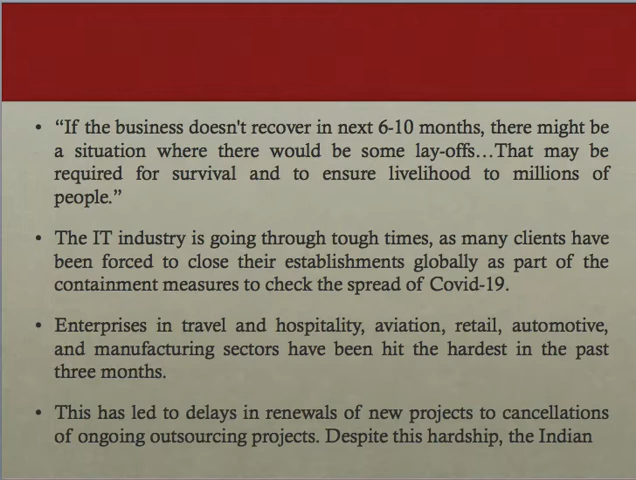 • “If the business doesn't recover in next 6-10 months, there might be
a situation where there would be some lay-offs…That may be
required for survival and to ensure livelihood to millions of
people.”
• The IT industry is going through tough times, as many clients have
been forced to close their establishments globally as part of the
containment measures to check the spread of Covid-19.
• Enterprises in travel and hospitality, aviation, retail, automotive,
and manufacturing sectors have been hit the hardest in the past
three months.
• This has led to delays in renewals of new projects to cancellations
of ongoing outsourcing projects. Despite this hardship, the Indian